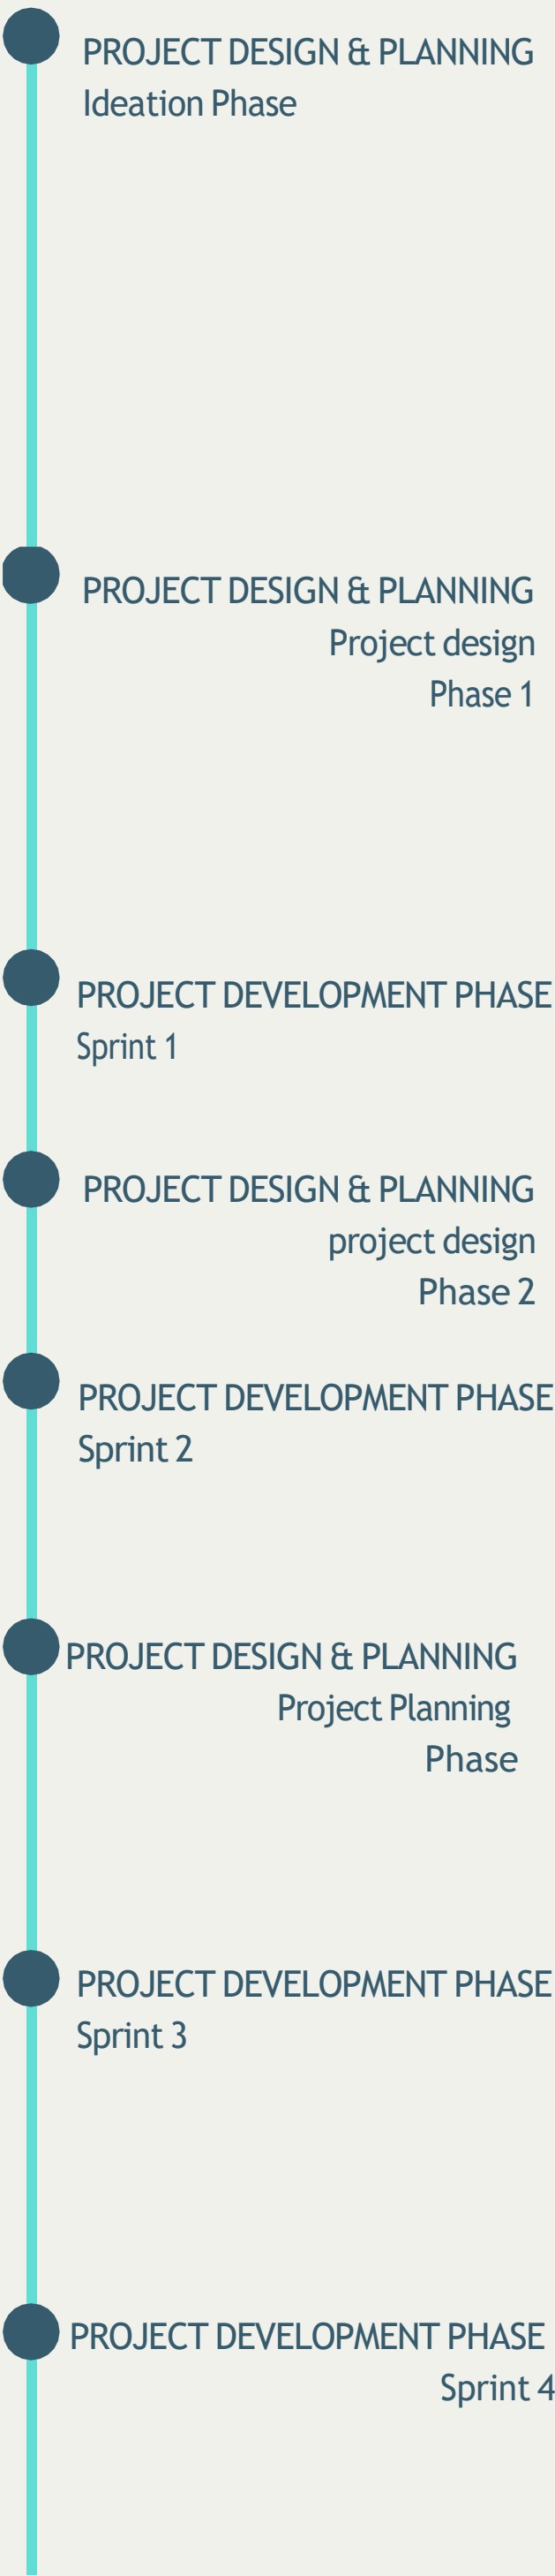 PROJECT DESIGN & PLANNING
Ideation Phase
PROJECT DESIGN & PLANNING
Project design
Phase 1
PROJECT DEVELOPMENT PHASE
Sprint 1
PROJECT DESIGN & PLANNING
project design
Phase 2
PROJECT DEVELOPMENT PHASE
Sprint 2
PROJECT DESIGN & PLANNING
Project Planning
Phase
PROJECT DEVELOPMENT PHASE
Sprint 3
PROJECT DEVELOPMENT PHASE
Sprint 4